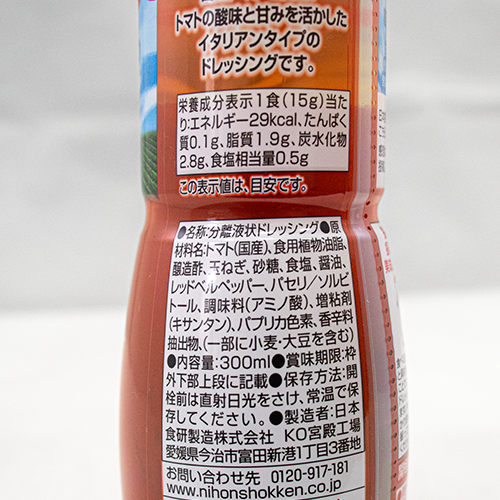 トマトの酸味と甘みを活かした
イタリアンタイプの
ドレッシングです。
栄養成分表示1食(15g)当た
り:エネルギー29kcal、たんぱく
質0.1g、脂質1.9g、炭水化物
2.8g、食塩相当量0.5g
この表示値は、目安です。
●名称:分離液状ドレッシング●原
材料名:トマト(国産)、食用植物油脂、
醸造酢、玉ねぎ、砂糖、食塩、醤油、
レッドベルペッパー、パセリ/ソルビ
トール、調味料(アミノ酸)、増粘剤
(キサンタン)、パプリカ色素、香辛料
抽出物、(一部に小麦・大豆を含む)
●内容量:300ml●賞味期限:枠
外下部上段に記載●保存方法:開
栓前は直射日光をさけ、常温で保
存してください。●製造者:日本
食研製造株式会社 KO宮殿工場
愛媛県今治市富田新港1丁目3番地
お問い合わせ先 0120-917-181
www.nihonshokken.co.jp